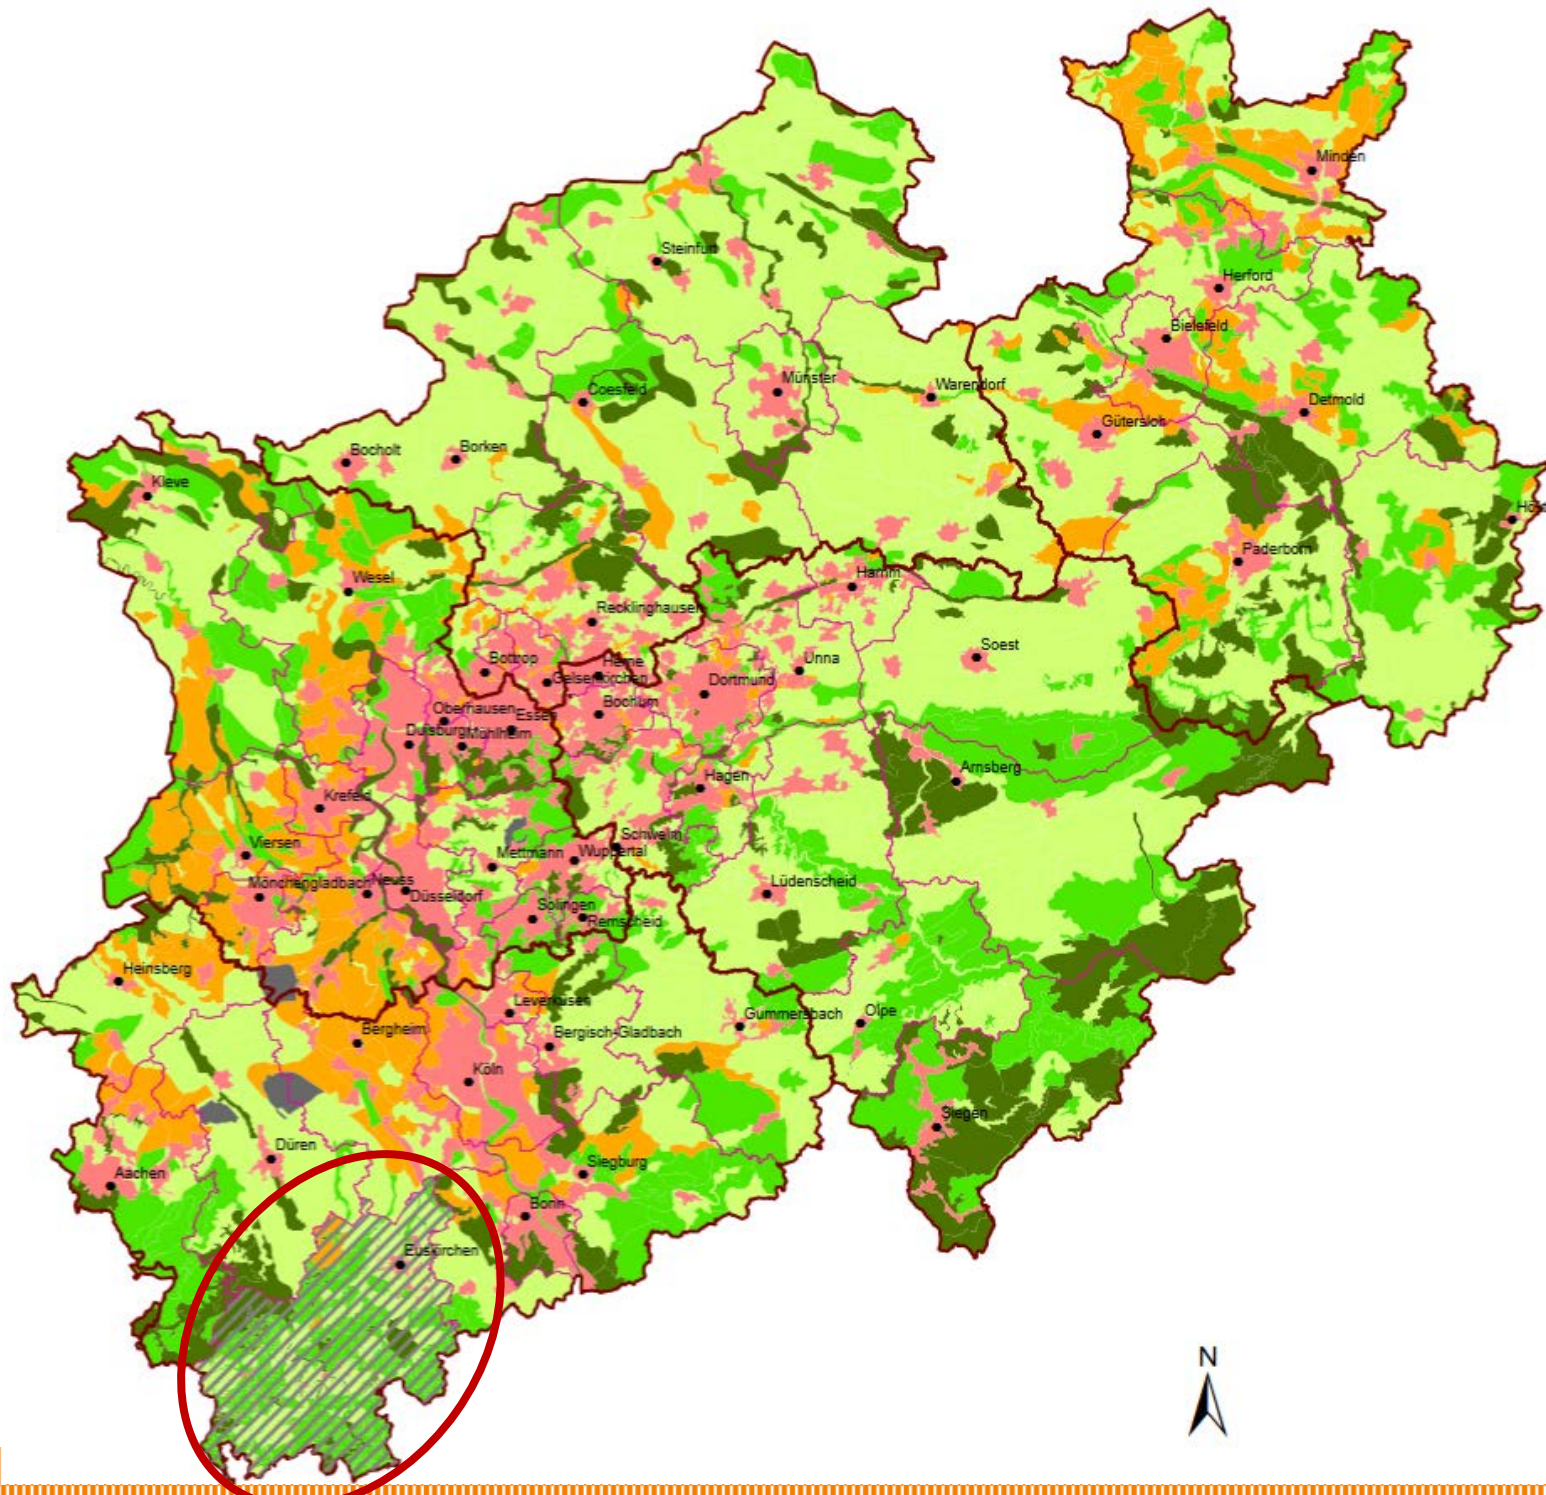 N
Minden
Steinfurt
Herford
Bielefeld
Coesfeld
Münster
Warendorf
Detmold
Gütersloh
Bocholt
Borken
Kleve
Paderborn
Wesel
Hamm
Recklinghausen
Soest
Bottrop
Herne
Unna
Gelsenkirchen
Dortmund
Bochum
Oberhausen
Essen
Duisburg
Mühlheim
Arnsberg
Hagen
Krefeld
Viersen
Schwelm
Mettmann
Wuppertal
Mönchengladbach
Neuss
Düsseldorf
Lüdenscheid
Solingen
Remscheid
Heinsberg
Leverkusen
Gummersbach
Olpe
Bergheim
Bergisch-Gladbach
Köln
Siegen
Düren
Aachen
Siegburg
Bonn
Euskirchen